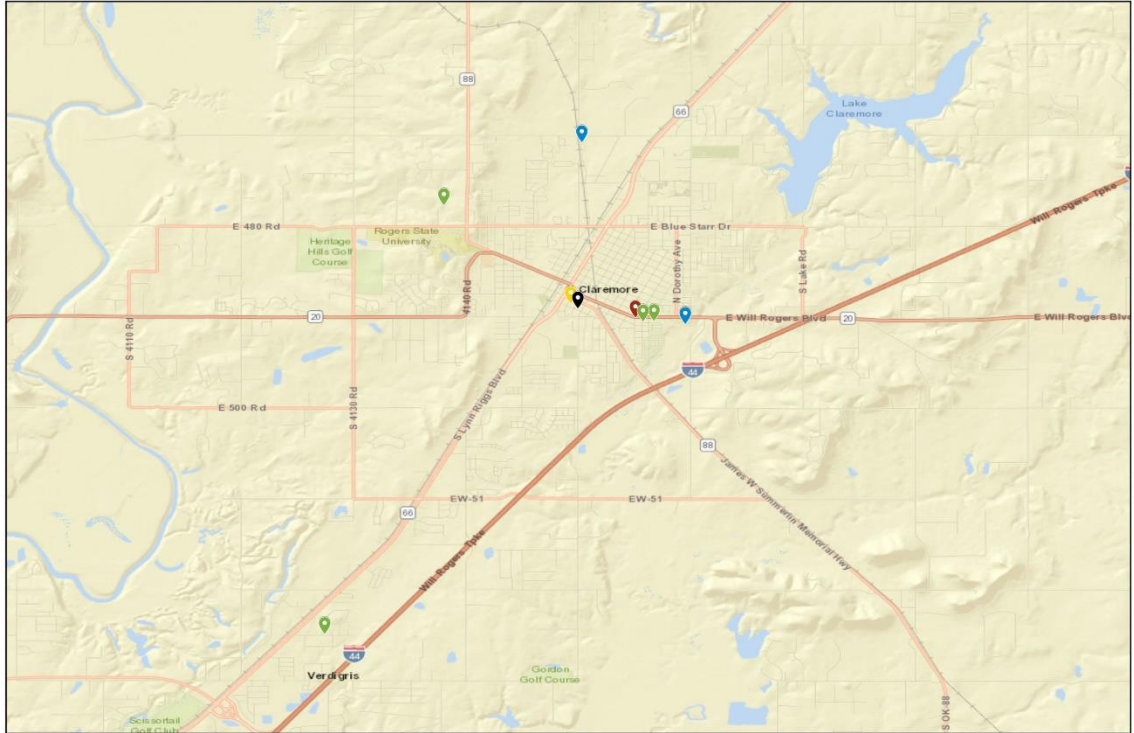 88
66
Lake
Claremore
Will Rogers Tpke
E 480 Rd
Rogers State
University
E Blue Starr Dr
Heritage
Hills Golf
Course
N Dorothy Ave
S Lake Rd
4140 Rd
Claremore
20
E Will Rogers Blvd
20
E Will Rogers Blvd
S 4110 Rd
44
S Lynn Riggs Blvd
E 500 Rd
S 4130 Rd
88
James W Summerlin Memorial Hwy
EW-51
EW-51
66
Will Rogers Tpke
44
Verdigris
Gordon
Golf Course
Scissortail
Golf Club
S OK-88